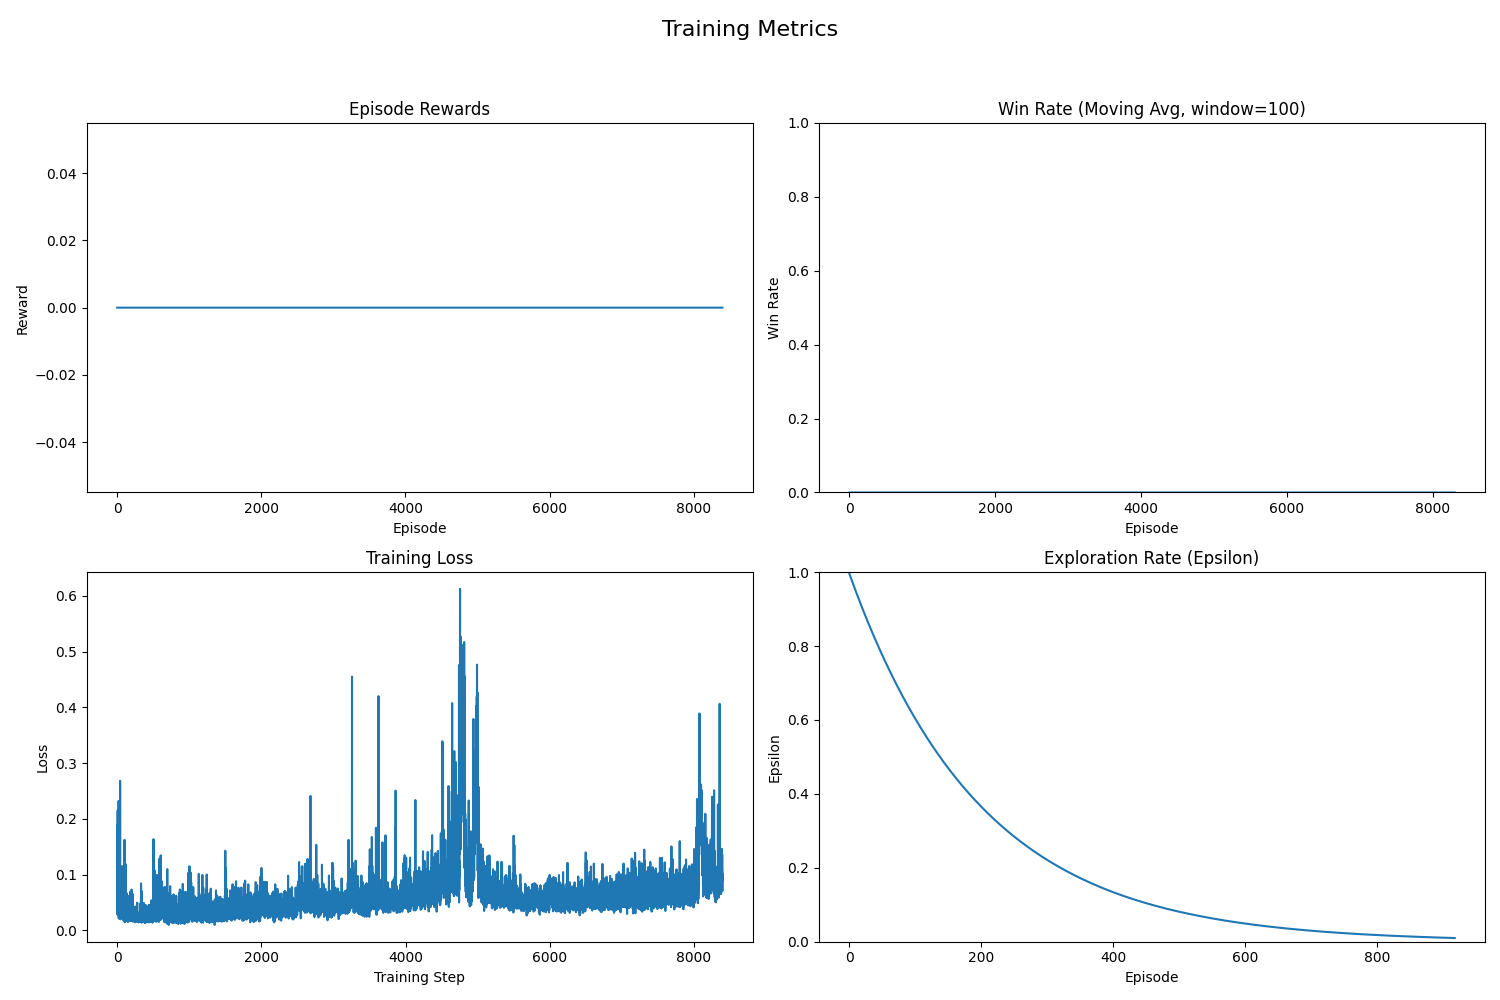 Training Metrics
Episode Rewards
0.04
0.02
0.00
−0.02
−0.04
Reward
0 2000 4000 6000 8000
Episode
Win Rate (Moving Avg, window=100)
1.0
0.8
0.6
0.4
0.2
0.0
Win Rate
0 2000 4000 6000 8000
Episode
Training Loss
0.6
0.5
0.4
0.3
0.2
0.1
0.0
Loss
0 2000 4000 6000 8000
Training Step
Exploration Rate (Epsilon)
1.0
0.8
0.6
0.4
0.2
0.0
Epsilon
0 200 400 600 800
Episode